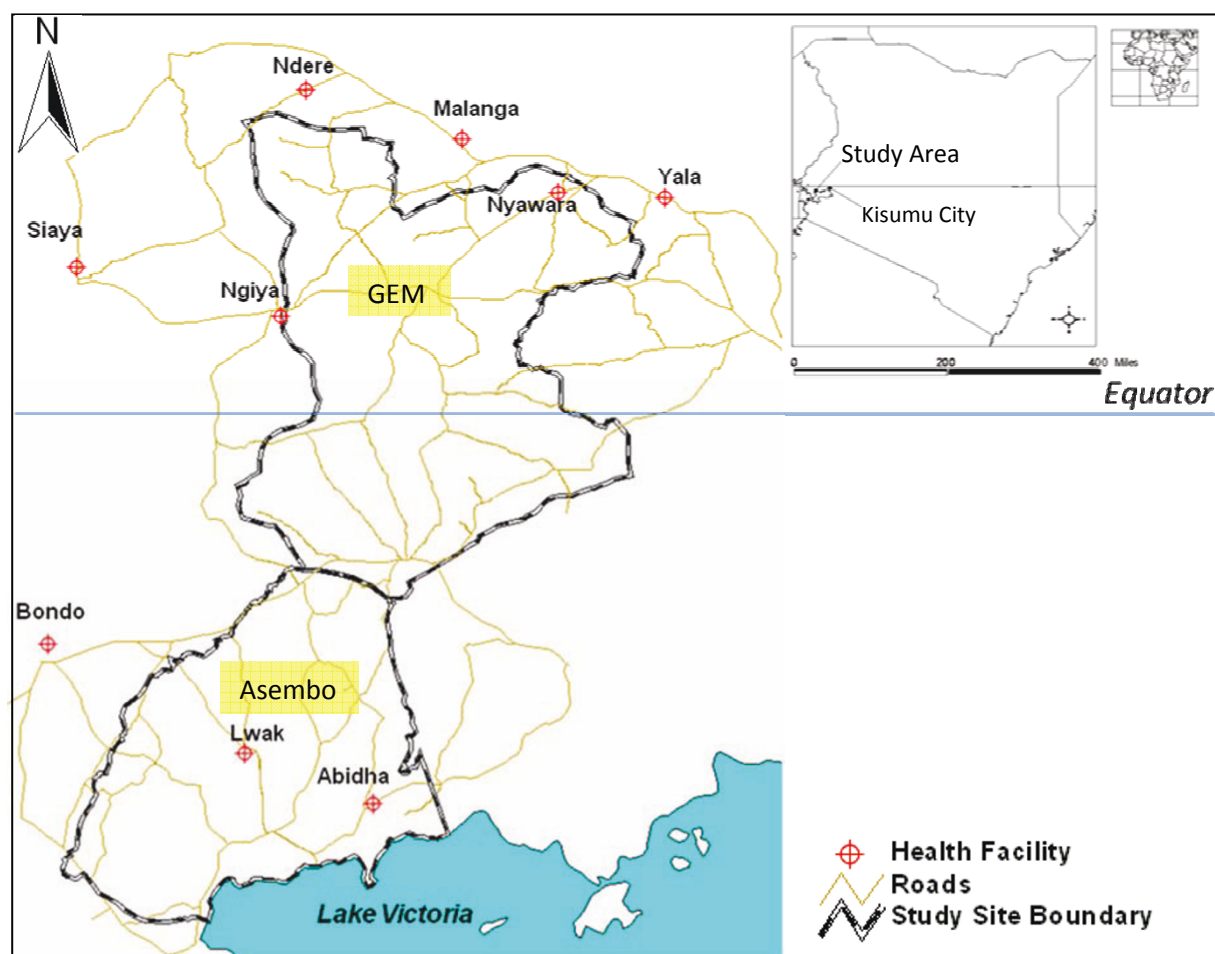 N
Ndere
Malanga
Yala
Nyawara
Siaya
Ngiya
GEM
Study Area
Kisumu City
0 200 400 Miles
Equator
Bondo
Asembo
Lwak
Abidha
Lake Victoria
Health Facility
Roads
Study Site Boundary